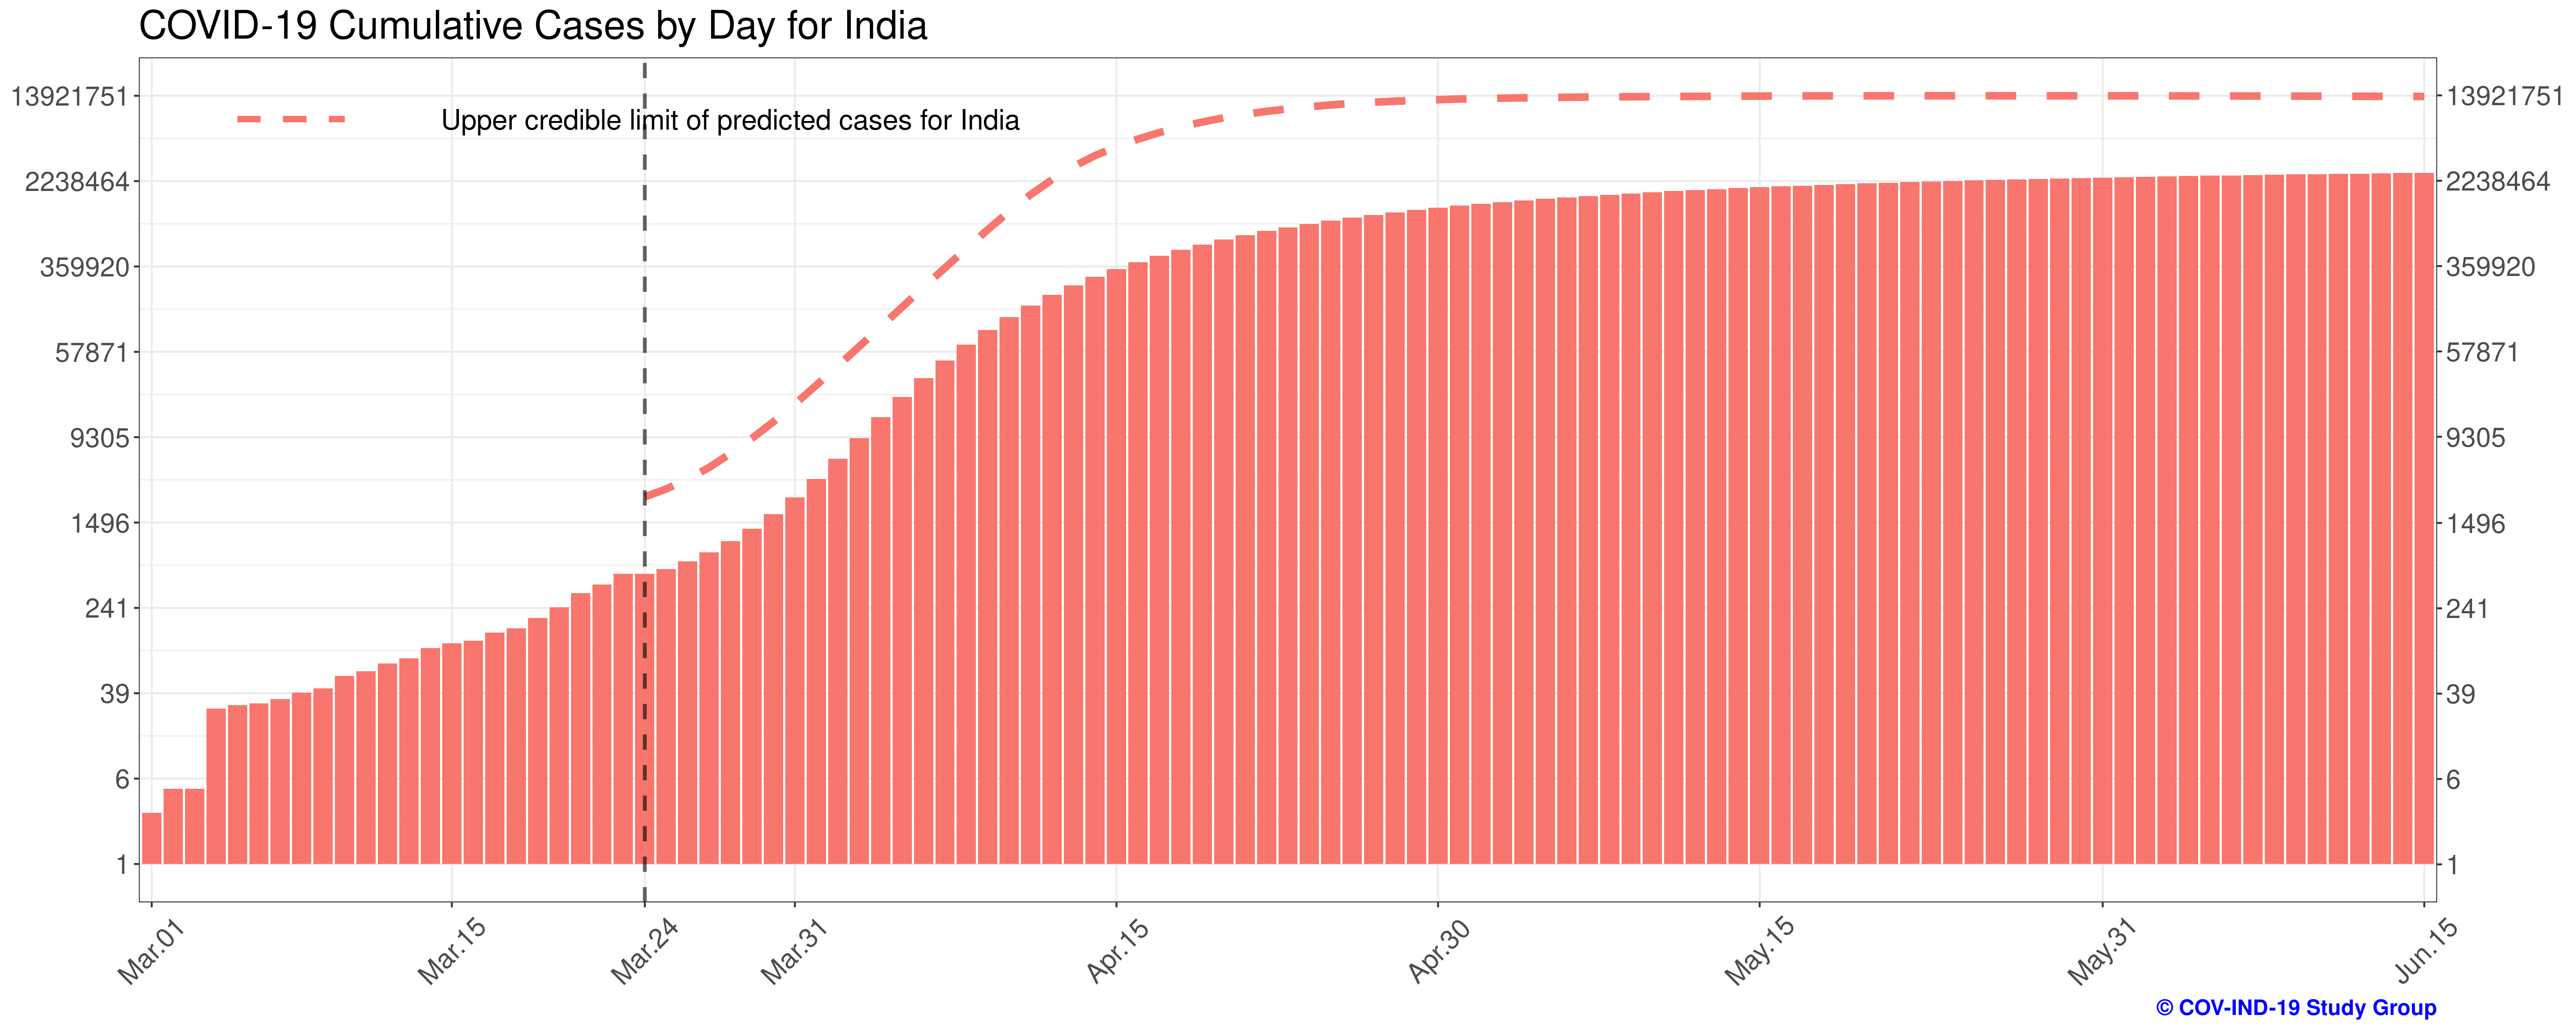 COVID-19 Cumulative Cases by Day for India
Upper credible limit of predicted cases for India
13921751
2238464
359920
57871
9305
1496
241
39
6
1
13921751
2238464
359920
57871
9305
1496
241
39
6
1
Mar.01
Mar.15
Mar.24
Mar.31
Apr.15
Apr.30
May.15
May.31
Jun.15
© COV-IND-19 Study Group